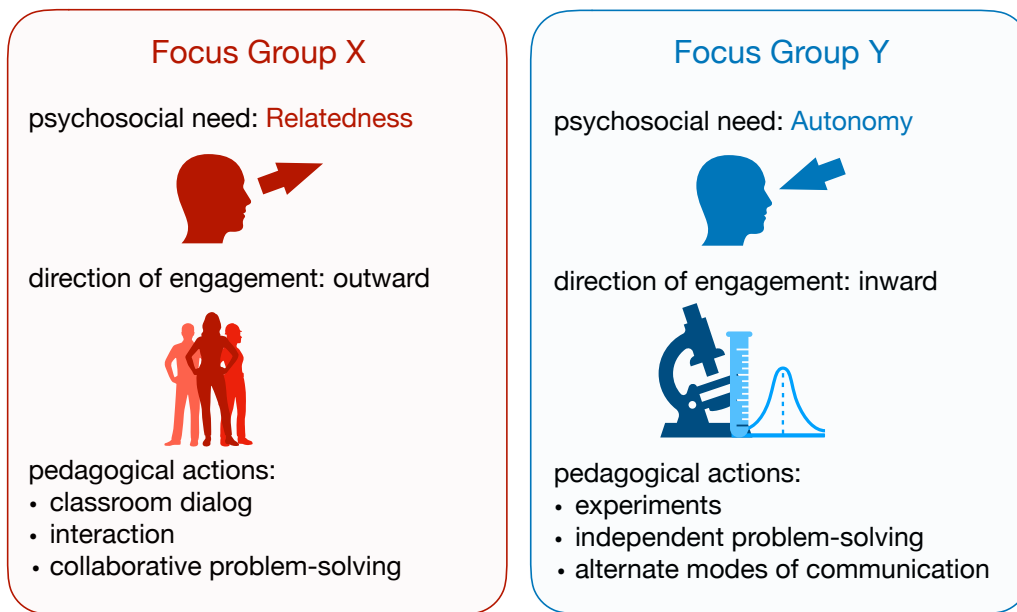 Focus Group X
psychosocial need: Relatedness
direction of engagement: outward
pedagogical actions:
• classroom dialog
• interaction
• collaborative problem-solving
Focus Group Y
psychosocial need: Autonomy
direction of engagement: inward
pedagogical actions:
• experiments
• independent problem-solving
• alternate modes of communication